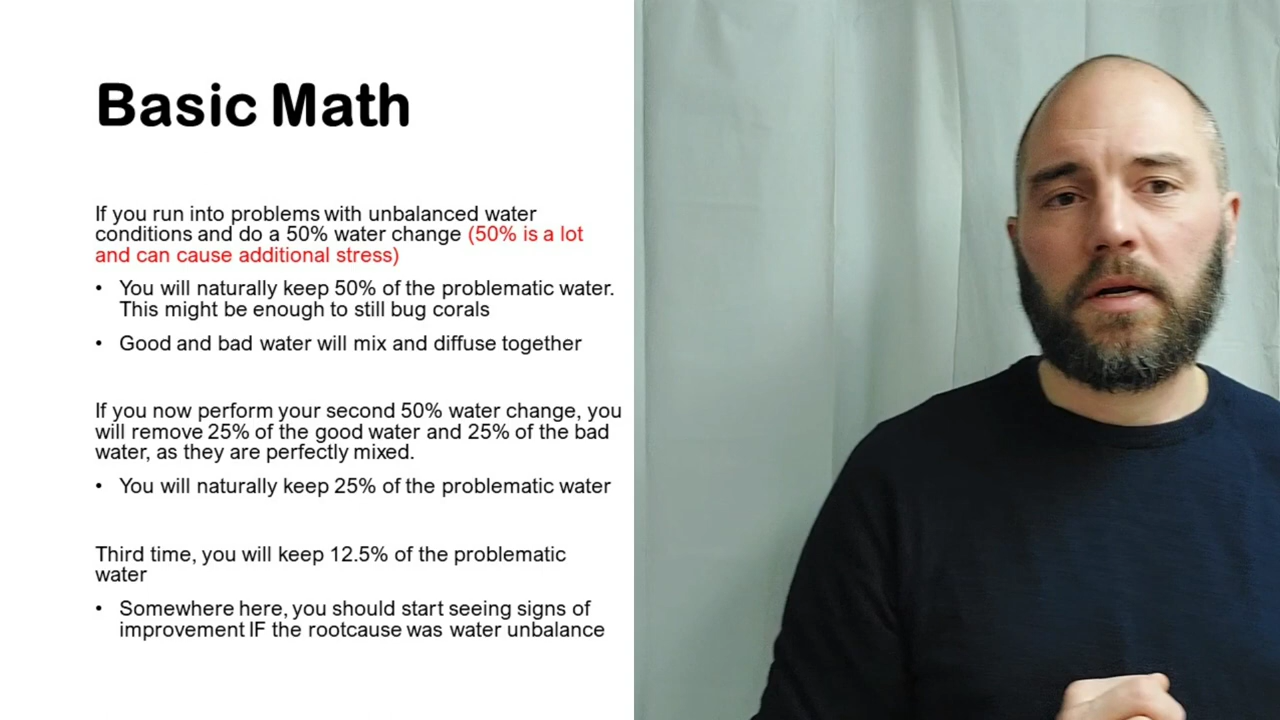 Basic Math
If you run into problems with unbalanced water
conditions and do a 50% water change (50% is a lot
and can cause additional stress)
• You will naturally keep 50% of the problematic water.
This might be enough to still bug corals
• Good and bad water will mix and diffuse together
If you now perform your second 50% water change, you
will remove 25% of the good water and 25% of the bad
water, as they are perfectly mixed.
• You will naturally keep 25% of the problematic water
Third time, you will keep 12.5% of the problematic
water
• Somewhere here, you should start seeing signs of
improvement IF the rootcause was water unbalance